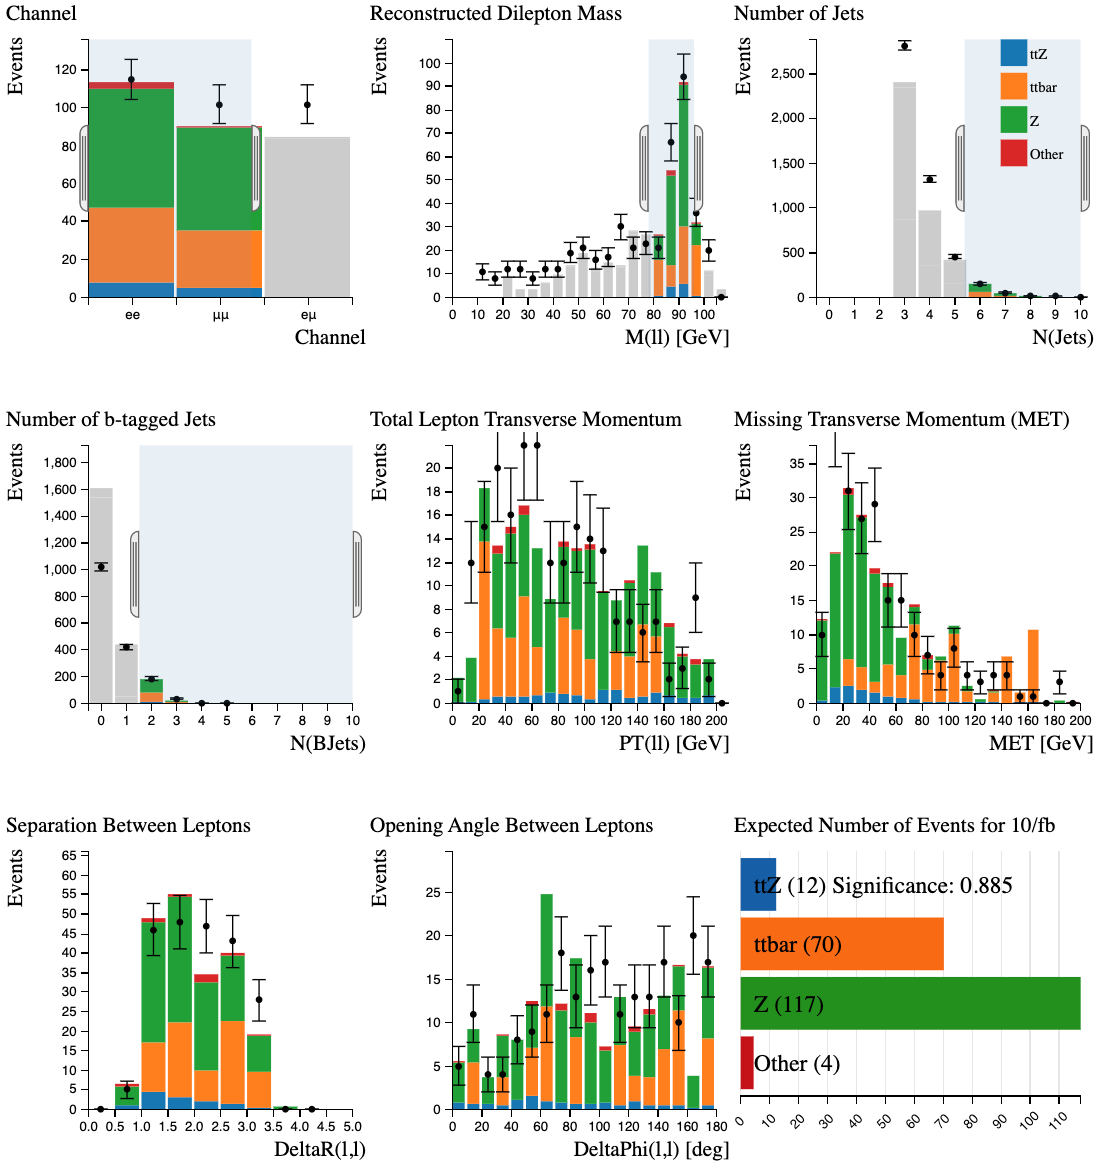 Channel
Events
120
100
80
60
40
20
0
ee
μμ
eμ
Channel
Reconstructed Dilepton Mass
Events
100
90
80
70
60
50
40
30
20
10
0
0 10 20 30 40 50 60 70 80 90 100
M(ll) [GeV]
Number of Jets
Events
2,500
2,000
1,500
1,000
500
0
0 1 2 3 4 5 6 7 8 9 10
N(Jets)
ttZ
ttbar
Z
Other
Number of b-tagged Jets
Events
1,800
1,600
1,400
1,200
1,000
800
600
400
200
0
0 1 2 3 4 5 6 7 8 9 10
N(BJets)
Total Lepton Transverse Momentum
Events
20
18
16
14
12
10
8
6
4
2
0
0 20 40 60 80 100 120 140 160 180 200
PT(ll) [GeV]
Missing Transverse Momentum (MET)
Events
35
30
25
20
15
10
5
0
0 20 40 60 80 100 120 140 160 180 200
MET [GeV]
Separation Between Leptons
Events
65
60
55
50
45
40
35
30
25
20
15
10
5
0
0.0 0.5 1.0 1.5 2.0 2.5 3.0 3.5 4.0 4.5 5.0
DeltaR(l,l)
Opening Angle Between Leptons
Events
25
20
15
10
5
0
0 20 40 60 80 100 120 140 160 180
DeltaPhi(l,l) [deg]
Expected Number of Events for 10/fb
ttZ (12) Significance: 0.885
ttbar (70)
Z (117)
Other (4)
0 10 20 30 40 50 60 70 80 90 100 110